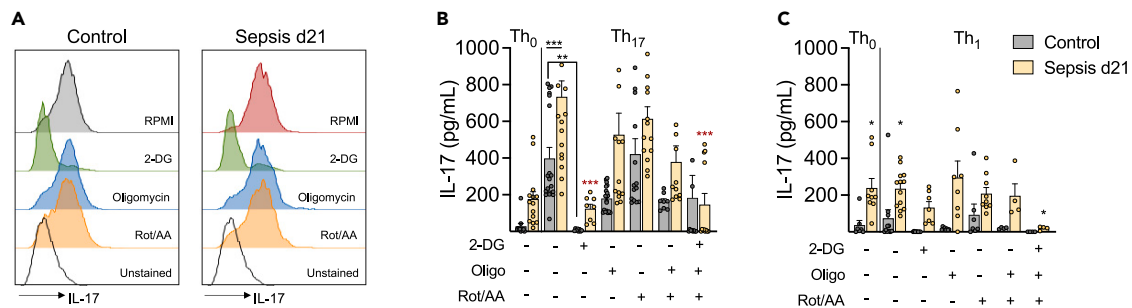 A
Control
Sepsis d21
RPMI
2-DG
Oligomycin
Rot/AA
Unstained
RPMI
2-DG
Oligomycin
Rot/AA
Unstained
IL-17
IL-17
B
Th0
Th17
IL-17 (pg/mL)
1000
800
600
400
200
***
**
***
***
2-DG - - + - - - +
Oligo - - - + - + +
Rot/AA - - - - + + +
C
Th0
Th1
Control
Sepsis d21
IL-17 (pg/mL)
1000
800
600
400
200
*
*
*
2-DG - - + - - - +
Oligo - - - + - + +
Rot/AA - - - - + + +